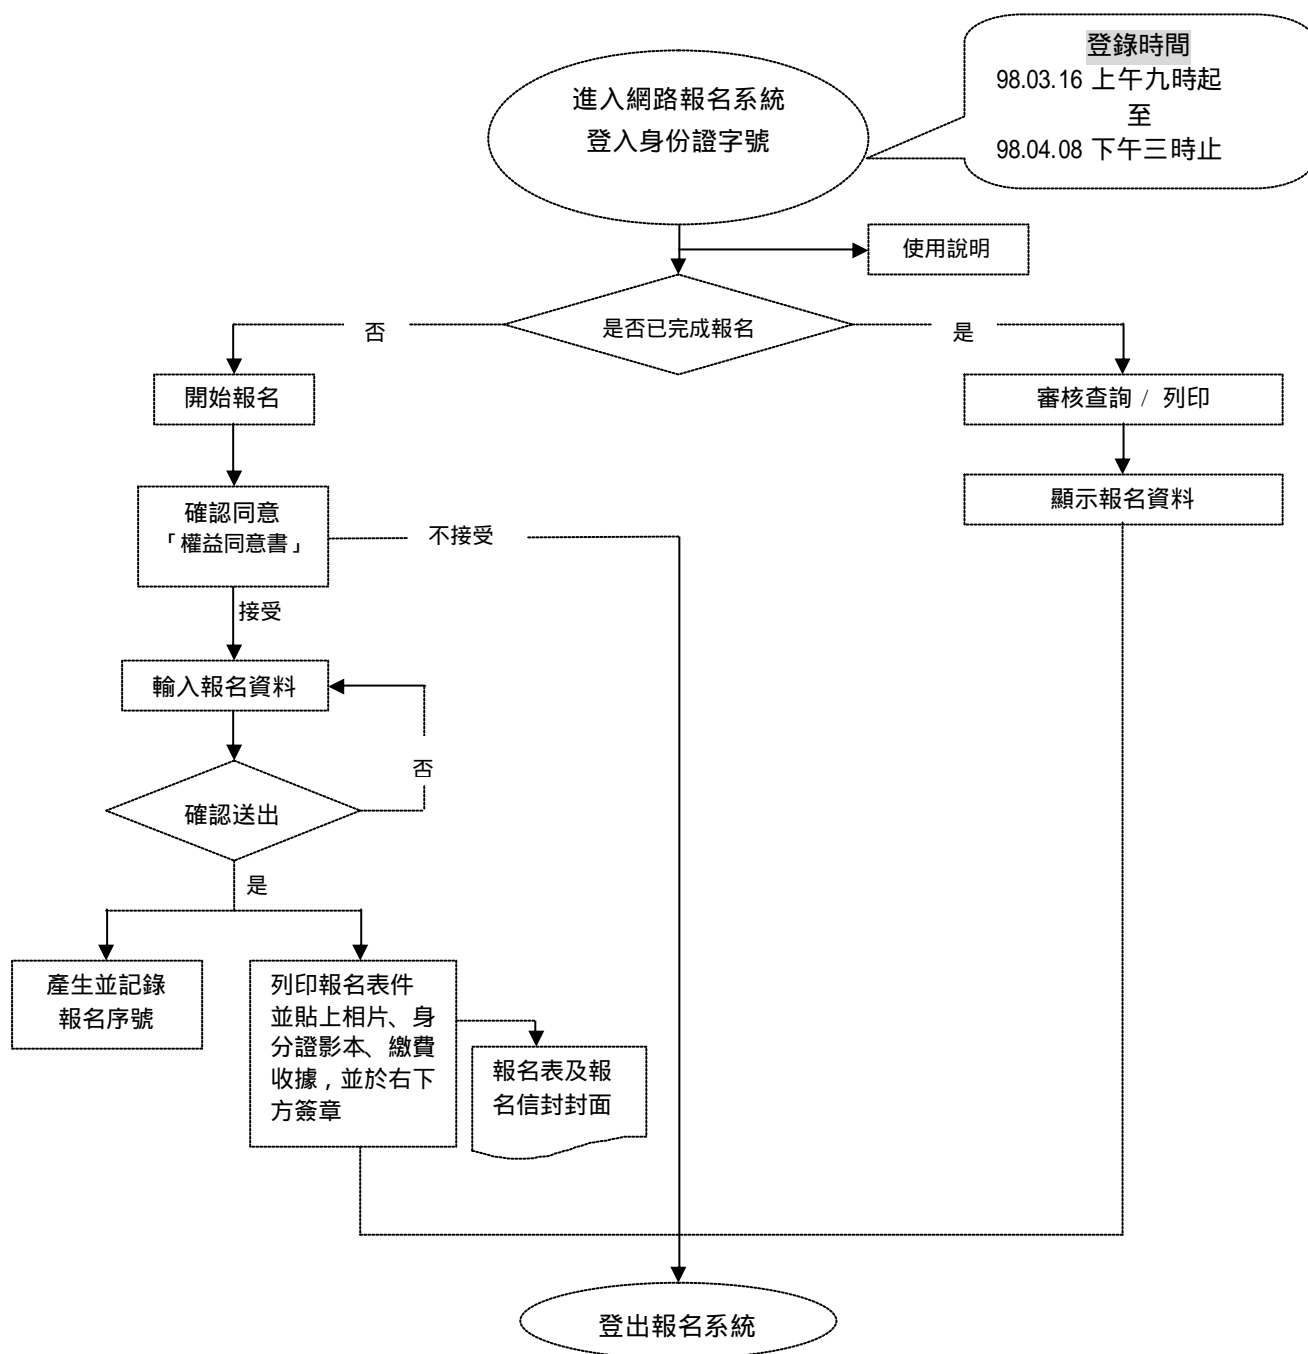 登錄時間
98.03.16 上午九時起
至
98.04.08 下午三時止
進入網路報名系統
登入身份證字號
使用說明
是否已完成報名
否
是
開始報名
審核查詢 / 列印
確認同意
「權益同意書」
不接受
顯示報名資料
接受
輸入報名資料
否
確認送出
是
產生並記錄
報名序號
列印報名表件
並貼上相片、身
分證影本、繳費
收據，並於右下
方簽章
報名表及報
名信封封面
登出報名系統